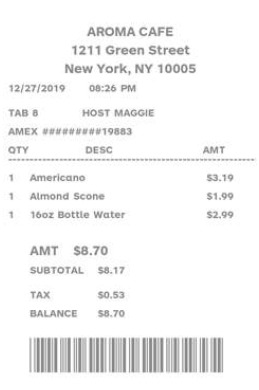 AROMA CAFE
1211 Green Street
New York, NY 10005
12/27/2019 08:26 PM
TAB 8 HOST MAGGIE
AMEX #########19883
QTY DESC AMT
1 Americano $3.19
1 Almond Scone $1.99
1 16oz Bottle Water $2.99
AMT $8.70
SUBTOTAL $8.17
TAX $0.53
BALANCE $8.70